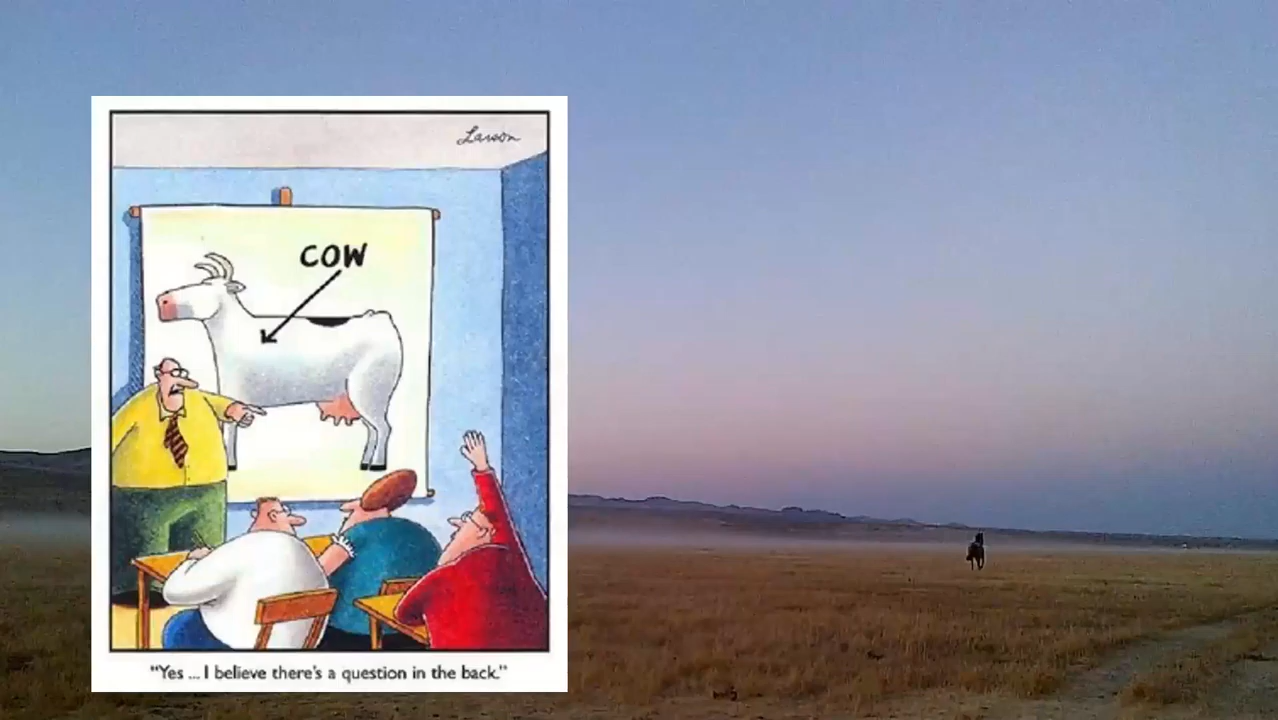 Larson
COW
"Yes ... I believe there's a question in the back."